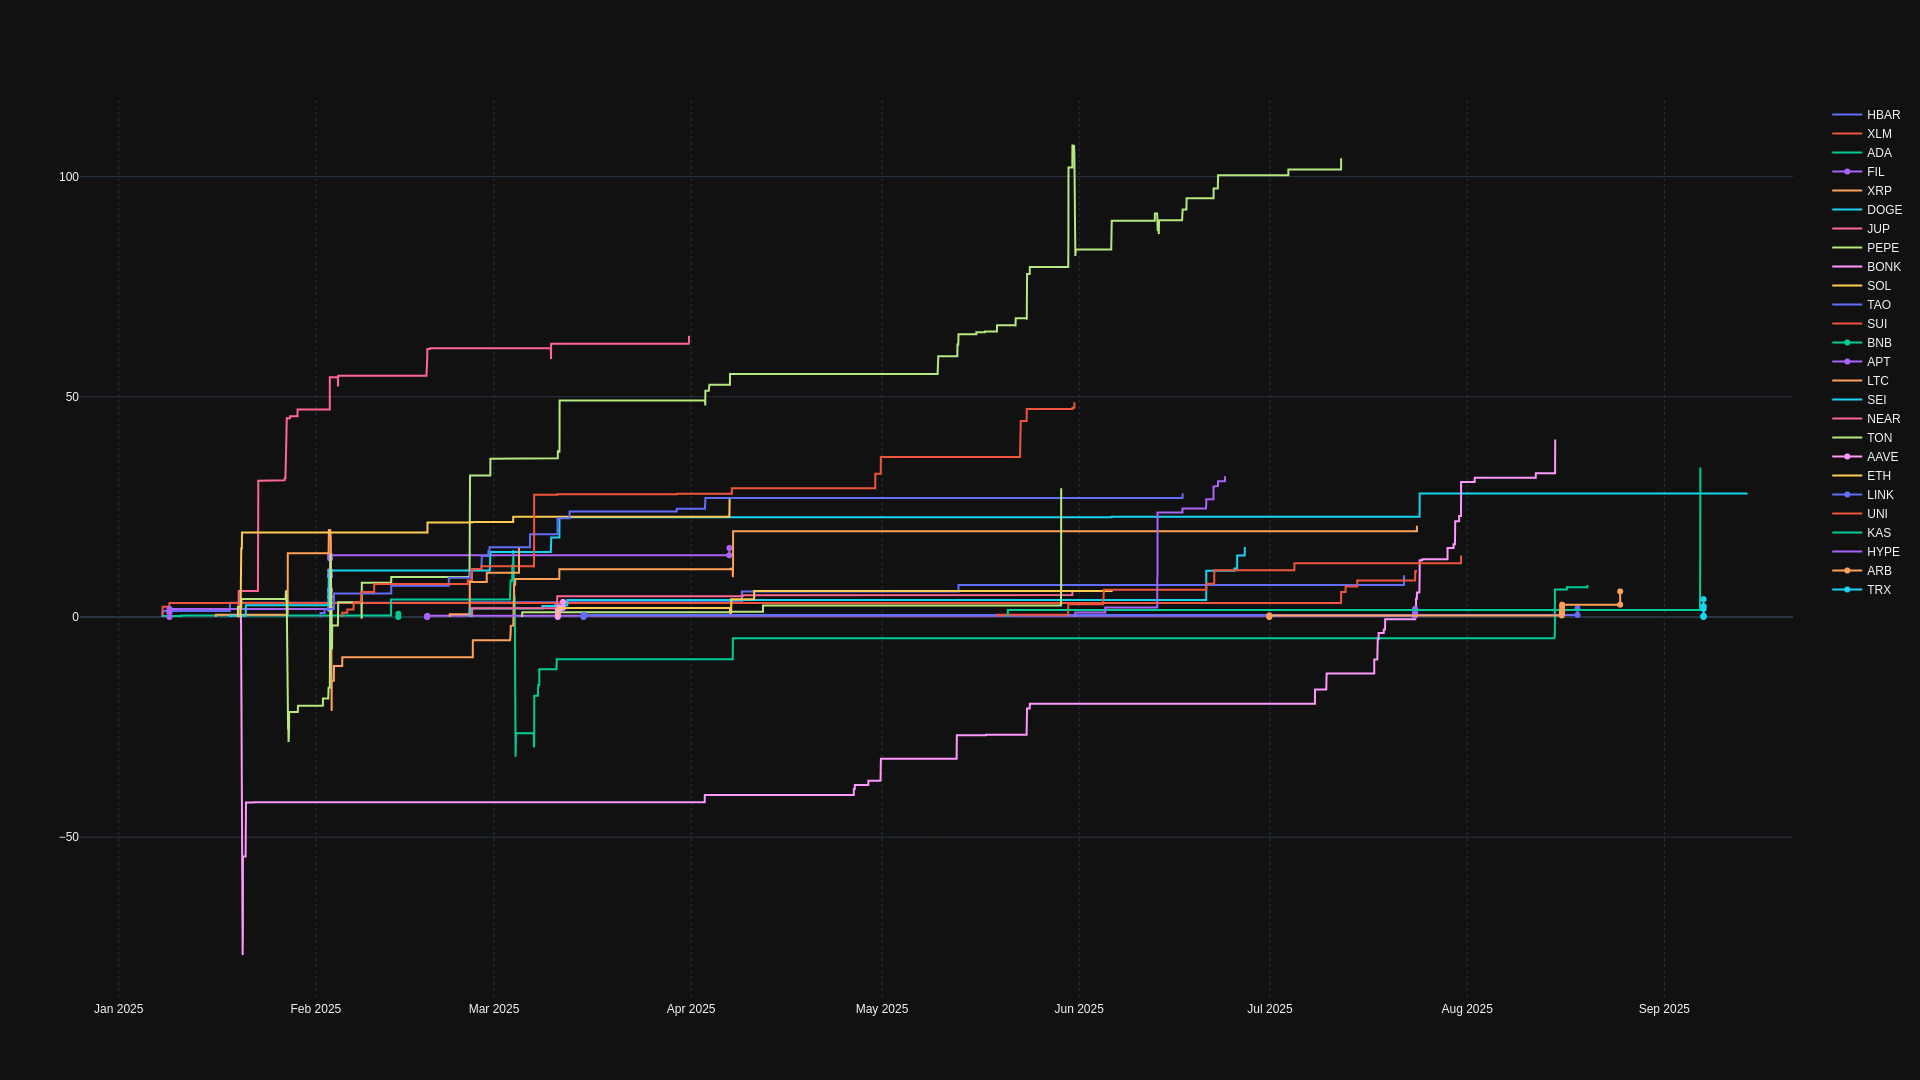 100
50
0
−50
Jan 2025
Feb 2025
Mar 2025
Apr 2025
May 2025
Jun 2025
Jul 2025
Aug 2025
Sep 2025
HBAR
XLM
ADA
FIL
XRP
DOGE
JUP
PEPE
BONK
SOL
TAO
SUI
BNB
APT
LTC
SEI
NEAR
TON
AAVE
ETH
LINK
UNI
KAS
HYPE
ARB
TRX